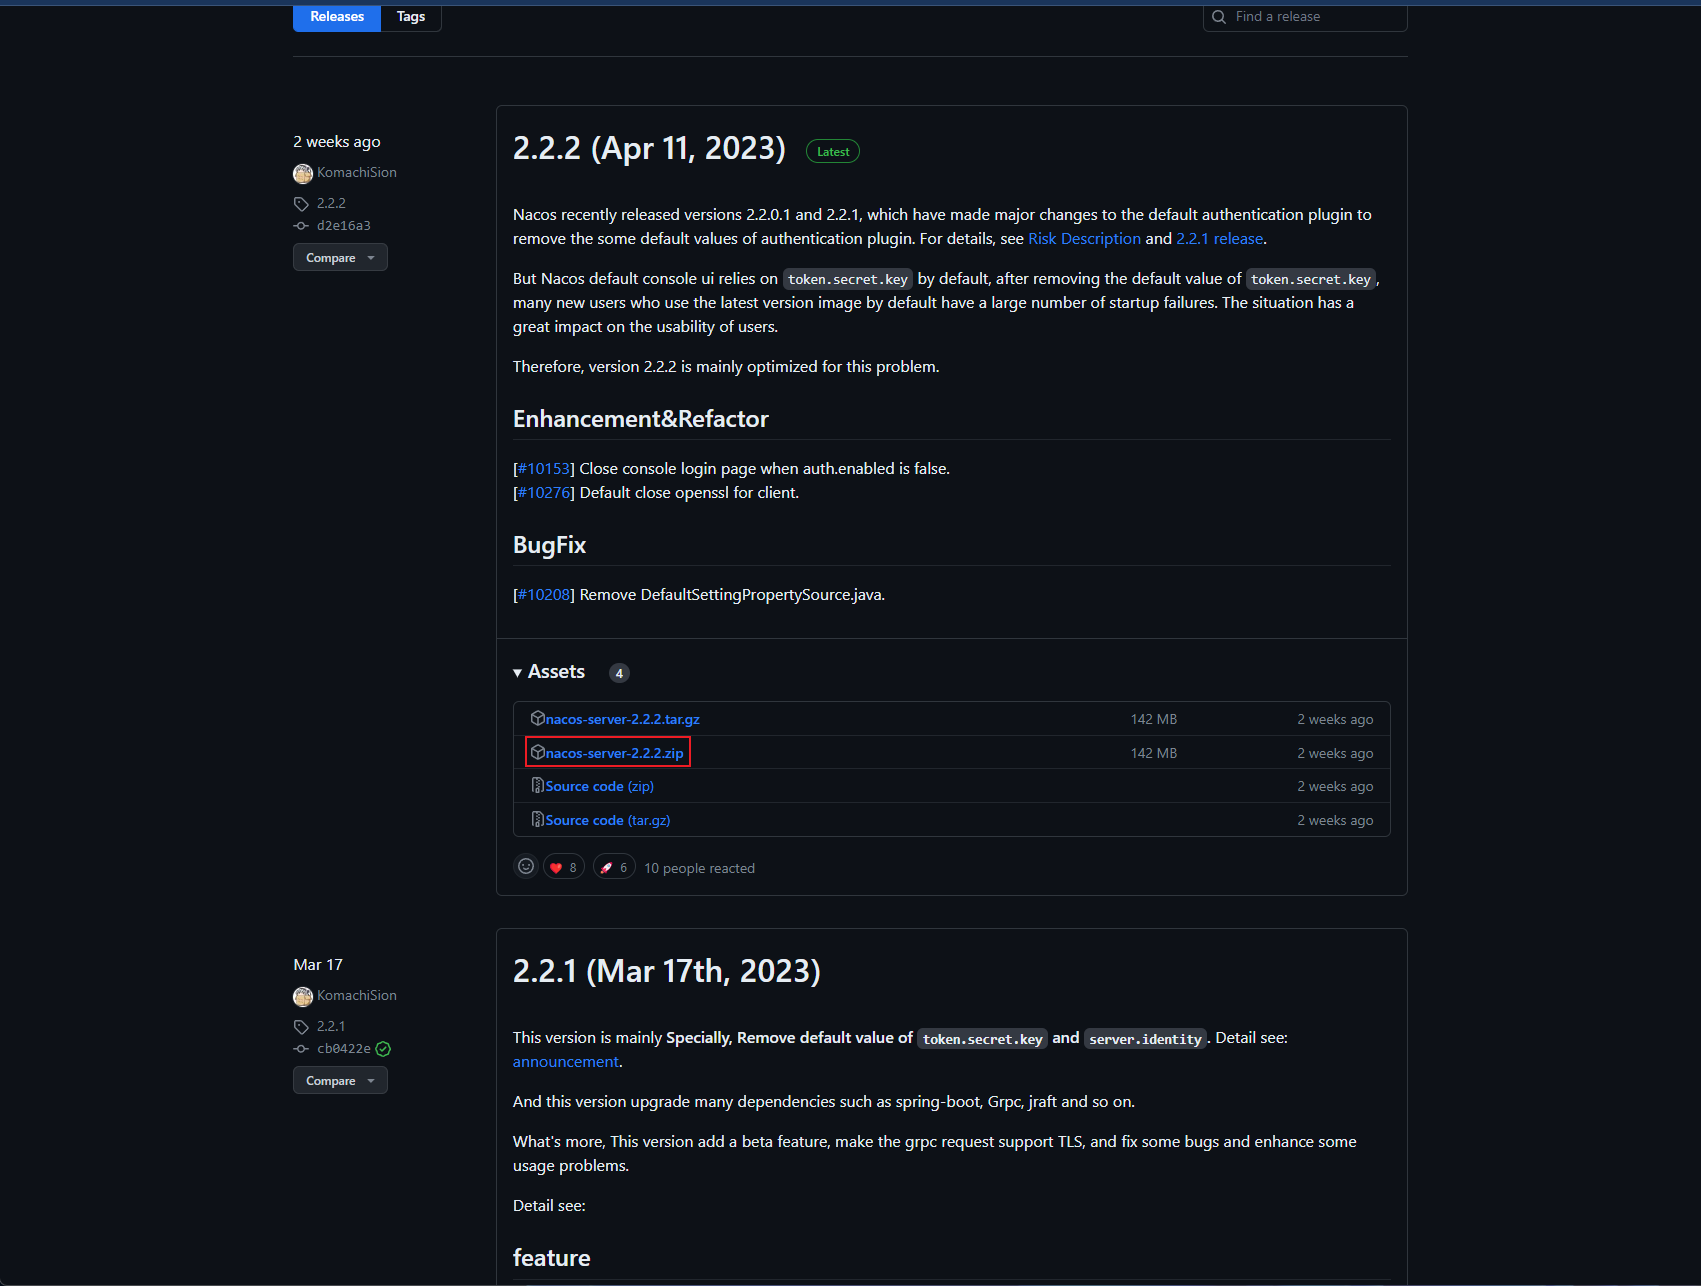 Releases
Tags
Find a release
2 weeks ago
KomachiSion
2.2.2
d2e16a3
Compare
2.2.2 (Apr 11, 2023)
Latest
Nacos recently released versions 2.2.0.1 and 2.2.1, which have made major changes to the default authentication plugin to
remove the some default values of authentication plugin. For details, see Risk Description and 2.2.1 release.
But Nacos default console ui relies on token.secret.key by default, after removing the default value of token.secret.key,
many new users who use the latest version image by default have a large number of startup failures. The situation has a
great impact on the usability of users.
Therefore, version 2.2.2 is mainly optimized for this problem.
Enhancement&Refactor
[#10153] Close console login page when auth.enabled is false.
[#10276] Default close openssl for client.
BugFix
[#10208] Remove DefaultSettingPropertySource.java.
Assets 4
nacos-server-2.2.2.tar.gz 142 MB 2 weeks ago
nacos-server-2.2.2.zip 142 MB 2 weeks ago
Source code (zip) 2 weeks ago
Source code (tar.gz) 2 weeks ago
8 6 10 people reacted
Mar 17
KomachiSion
2.2.1
cb0422e
Compare
2.2.1 (Mar 17th, 2023)
This version is mainly Specially, Remove default value of token.secret.key and server.identity. Detail see:
announcement.
And this version upgrade many dependencies such as spring-boot, Grpc, jraft and so on.
What's more, This version add a beta feature, make the grpc request support TLS, and fix some bugs and enhance some
usage problems.
Detail see:
feature